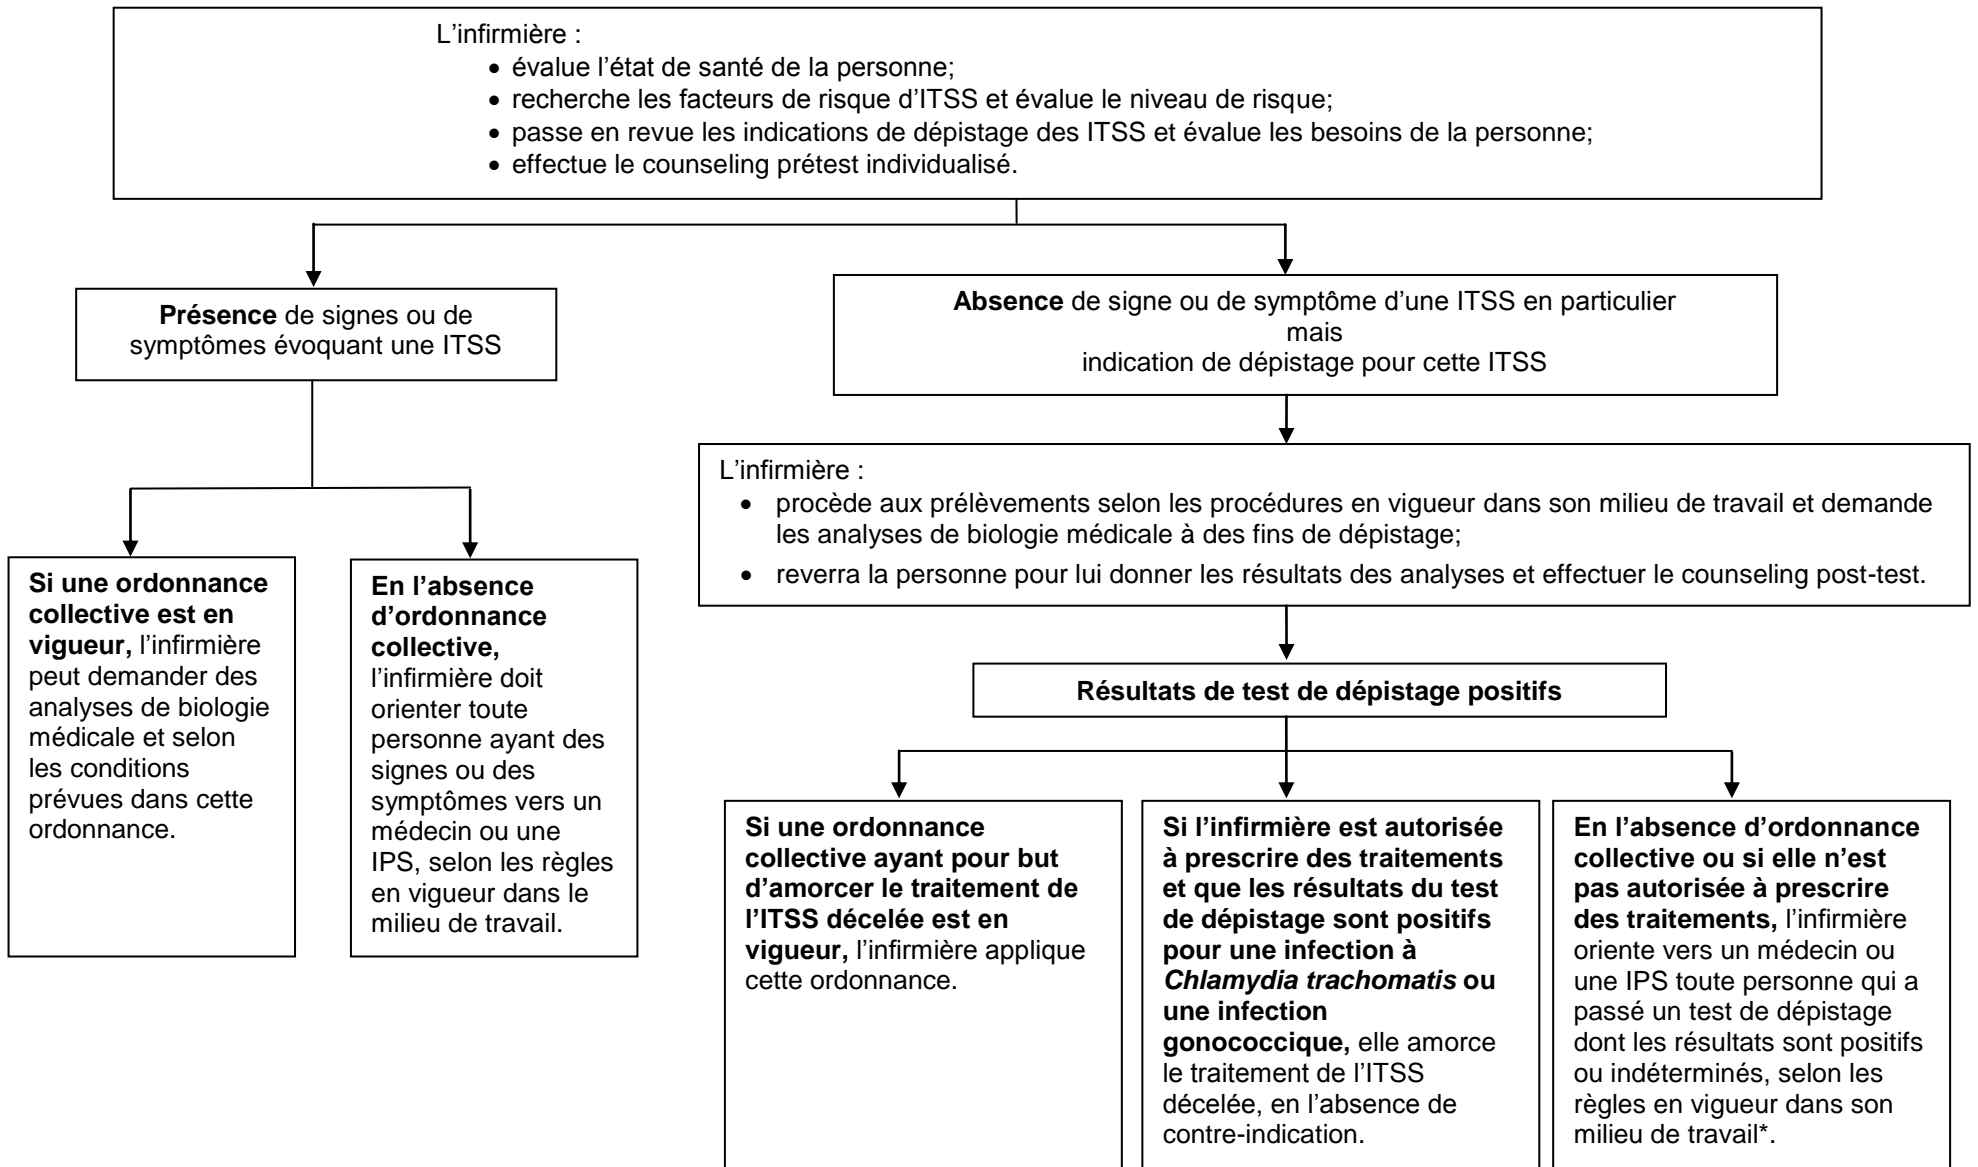 L’infirmière :
• évalue l’état de santé de la personne;
• recherche les facteurs de risque d’ITSS et évalue le niveau de risque;
• passe en revue les indications de dépistage des ITSS et évalue les besoins de la personne;
• effectue le counseling prétest individualisé.
Présence de signes ou de
symptômes évoquant une ITSS
Absence de signe ou de symptôme d’une ITSS en particulier
mais
indication de dépistage pour cette ITSS
L’infirmière :
• procède aux prélèvements selon les procédures en vigueur dans son milieu de travail et demande
les analyses de biologie médicale à des fins de dépistage;
• reverra la personne pour lui donner les résultats des analyses et effectuer le counseling post-test.
Si une ordonnance
collective est en
vigueur, l’infirmière
peut demander des
analyses de biologie
médicale et selon
les conditions
prévues dans cette
ordonnance.
En l’absence
d’ordonnance
collective,
l’infirmière doit
orienter toute
personne ayant des
signes ou des
symptômes vers un
médecin ou une
IPS, selon les règles
en vigueur dans le
milieu de travail.
Résultats de test de dépistage positifs
Si une ordonnance
collective ayant pour but
d’amorcer le traitement de
l’ITSS décelée est en
vigueur, l’infirmière applique
cette ordonnance.
Si l’infirmière est autorisée
à prescrire des traitements
et que les résultats du test
de dépistage sont positifs
pour une infection à
Chlamydia trachomatis ou
une infection
gonococcique, elle amorce
le traitement de l’ITSS
décelée, en l’absence de
contre-indication.
En l’absence d’ordonnance
collective ou si elle n’est
pas autorisée à prescrire
des traitements, l’infirmière
oriente vers un médecin ou
une IPS toute personne qui a
passé un test de dépistage
dont les résultats sont positifs
ou indéterminés, selon les
règles en vigueur dans son
milieu de travail*.